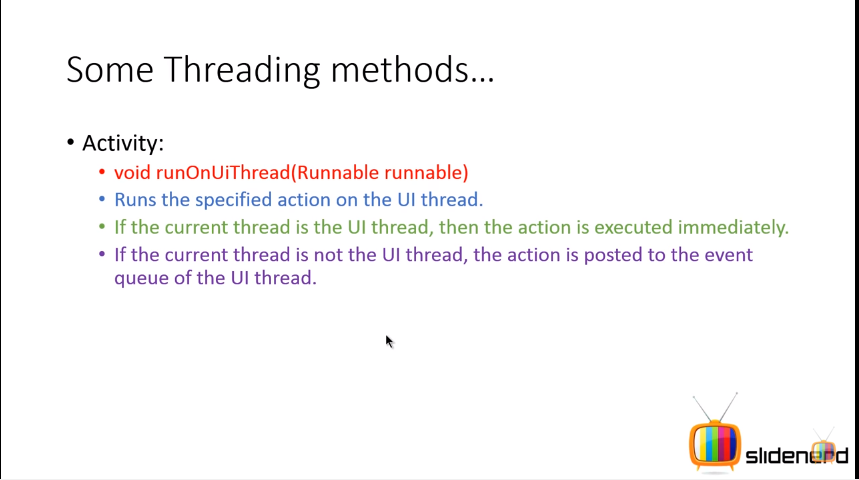 Some Threading methods...
• Activity:
• void runOnUiThread(Runnable runnable)
• Runs the specified action on the UI thread.
• If the current thread is the UI thread, then the action is executed immediately.
• If the current thread is not the UI thread, the action is posted to the event
queue of the UI thread.
slidenerd